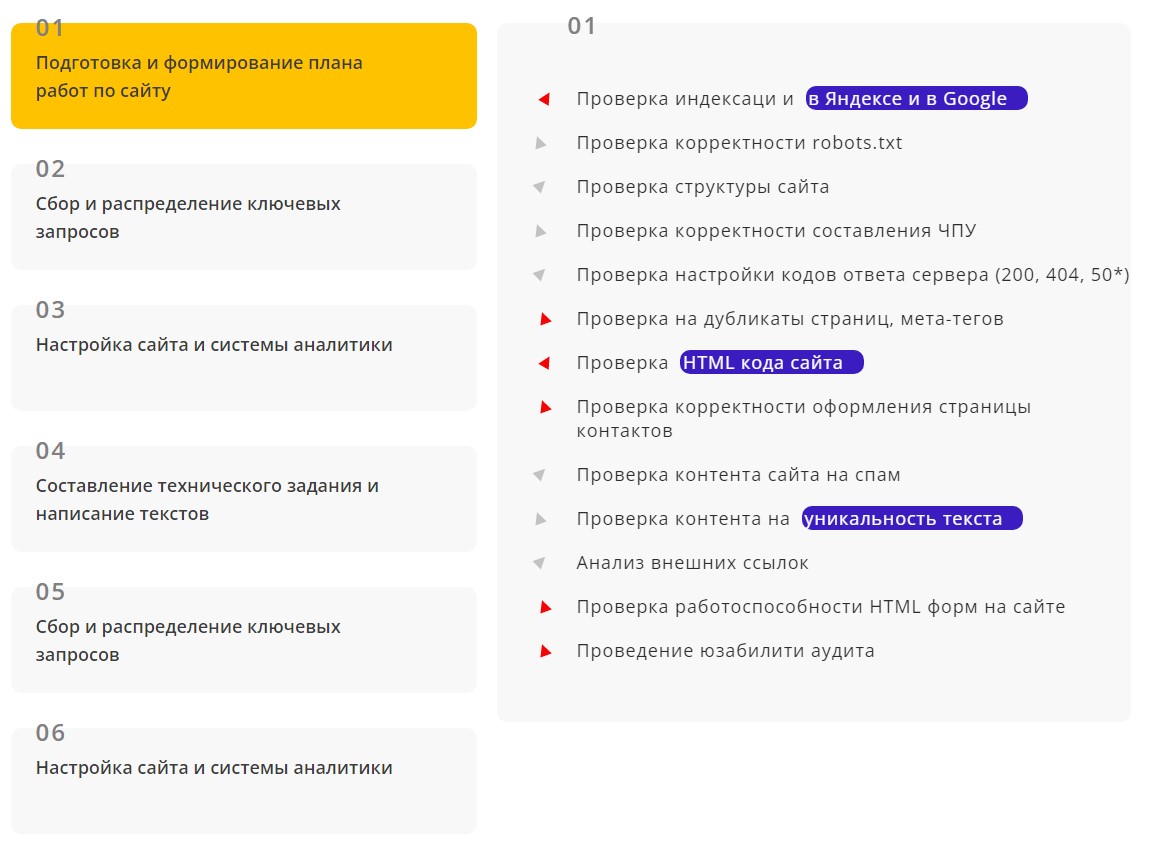 01
Подготовка и формирование плана
работ по сайту
02
Сбор и распределение ключевых
запросов
03
Настройка сайта и системы аналитики
04
Составление технического задания и
написание текстов
05
Сбор и распределение ключевых
запросов
06
Настройка сайта и системы аналитики
01
Проверка индексаци и в Яндексе и в Google
Проверка корректности robots.txt
Проверка структуры сайта
Проверка корректности составления ЧПУ
Проверка настройки кодов ответа сервера (200, 404, 50*)
Проверка на дубликаты страниц, мета-тегов
Проверка HTML кода сайта
Проверка корректности оформления страницы
контактов
Проверка контента сайта на спам
Проверка контента на уникальность текста
Анализ внешних ссылок
Проверка работоспособности HTML форм на сайте
Проведение юзабилити аудита